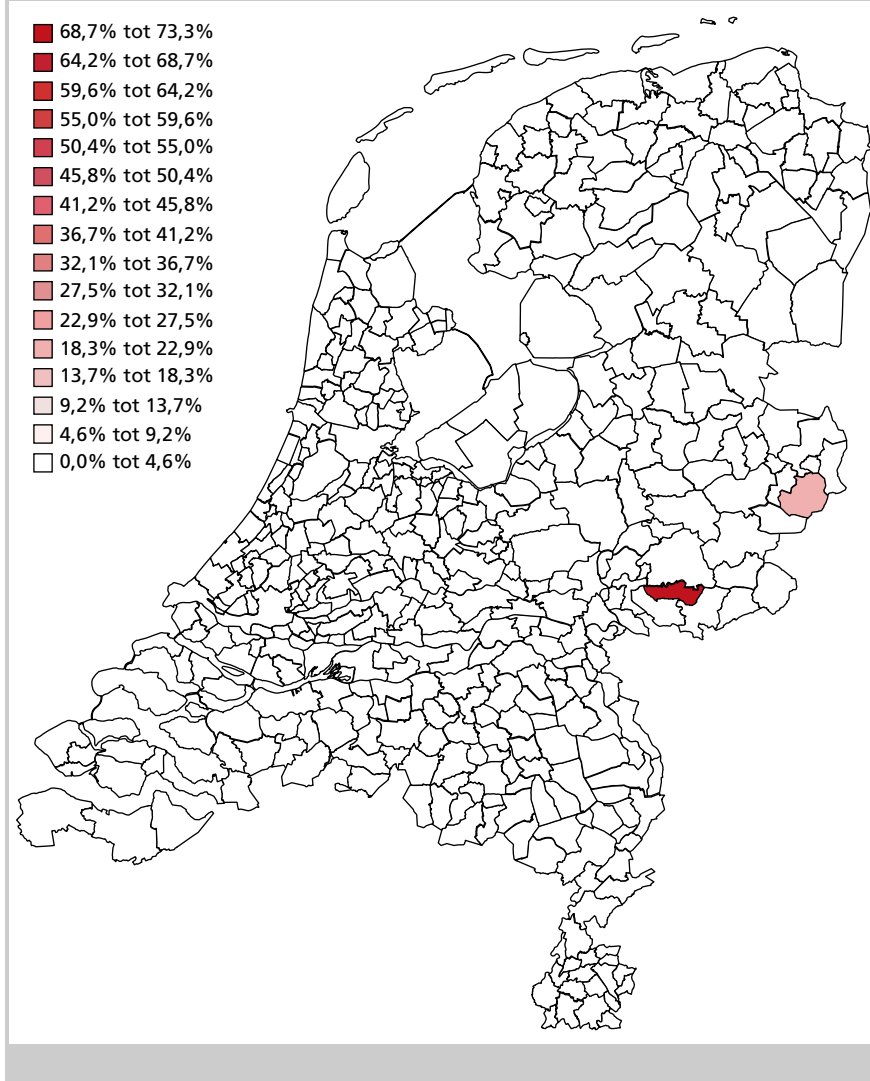 68,7% tot 73,3%
64,2% tot 68,7%
59,6% tot 64,2%
55,0% tot 59,6%
50,4% tot 55,0%
45,8% tot 50,4%
41,2% tot 45,8%
36,7% tot 41,2%
32,1% tot 36,7%
27,5% tot 32,1%
22,9% tot 27,5%
18,3% tot 22,9%
13,7% tot 18,3%
9,2% tot 13,7%
4,6% tot 9,2%
0,0% tot 4,6%